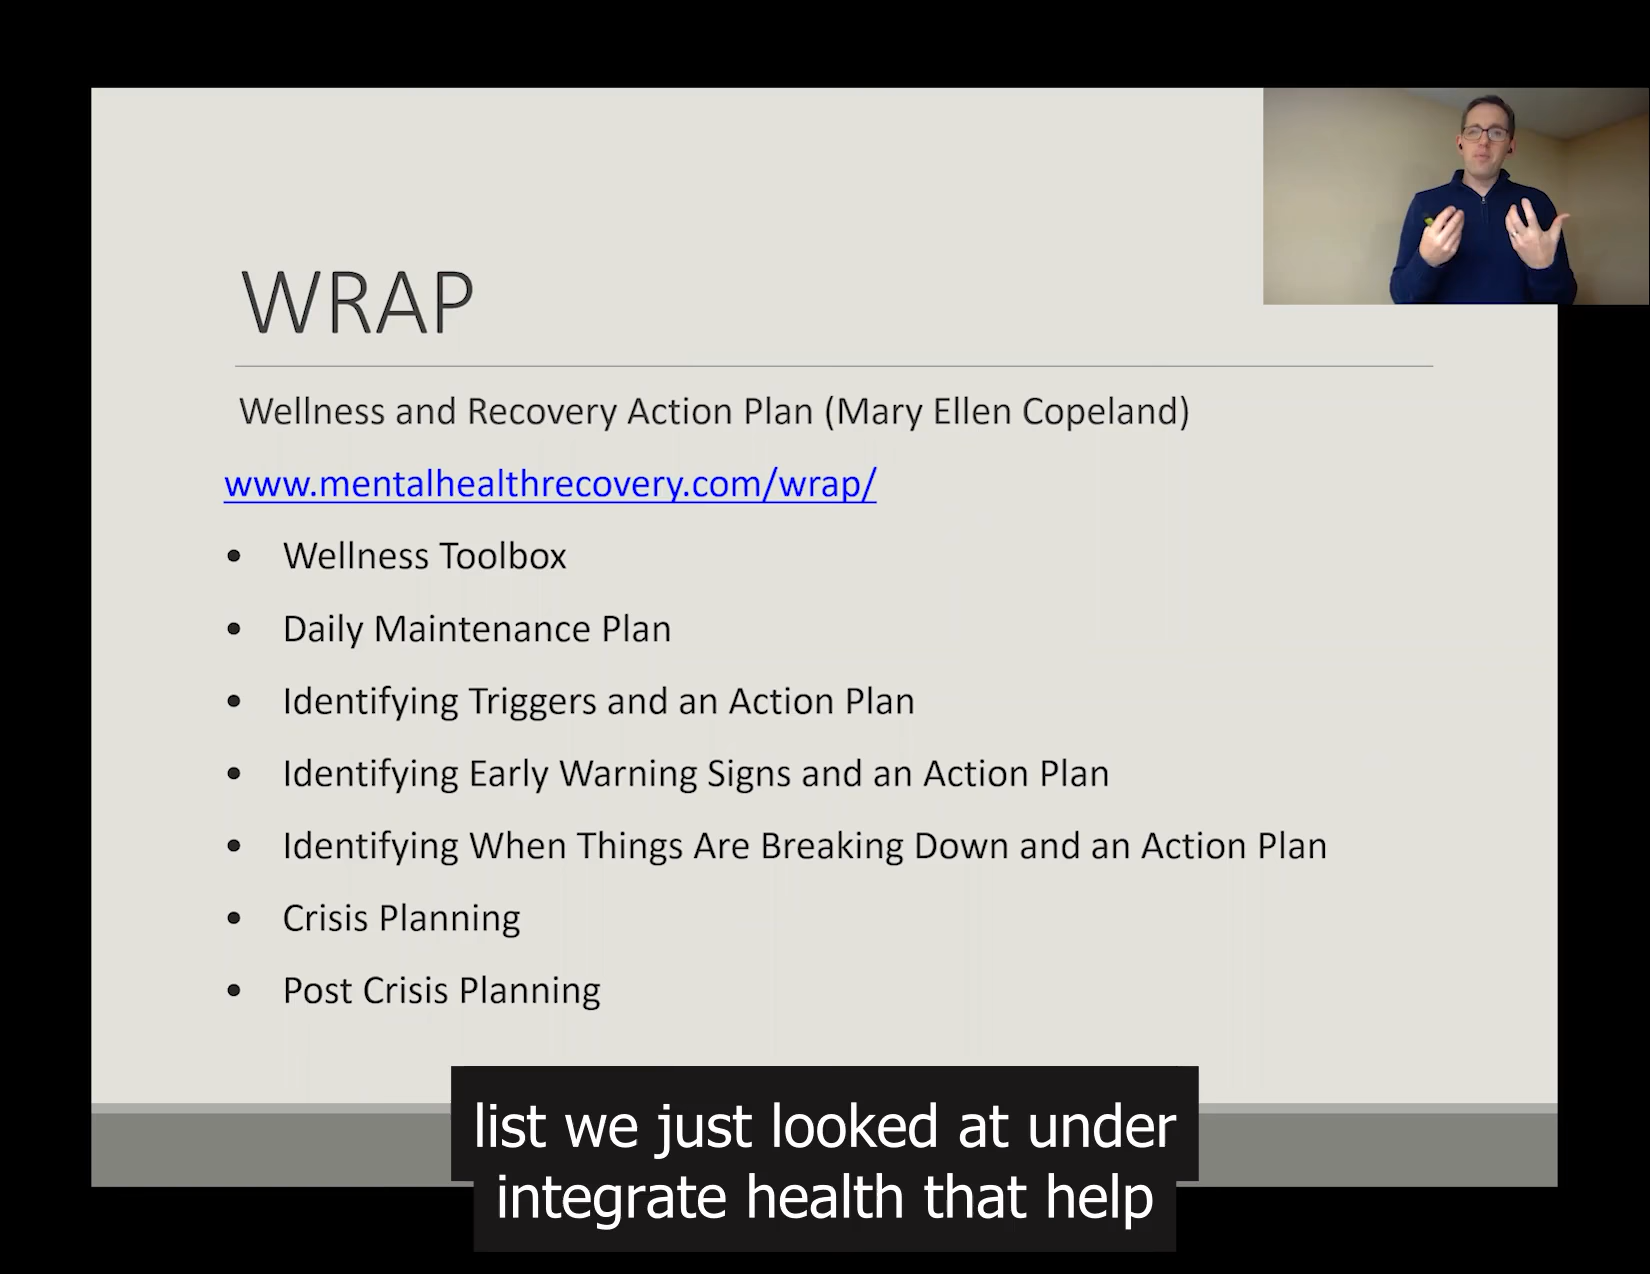 WRAP
Wellness and Recovery Action Plan (Mary Ellen Copeland)
www.mentalhealthrecovery.com/wrap/
• Wellness Toolbox
• Daily Maintenance Plan
• Identifying Triggers and an Action Plan
• Identifying Early Warning Signs and an Action Plan
• Identifying When Things Are Breaking Down and an Action Plan
• Crisis Planning
• Post Crisis Planning
list we just looked at under
integrate health that help